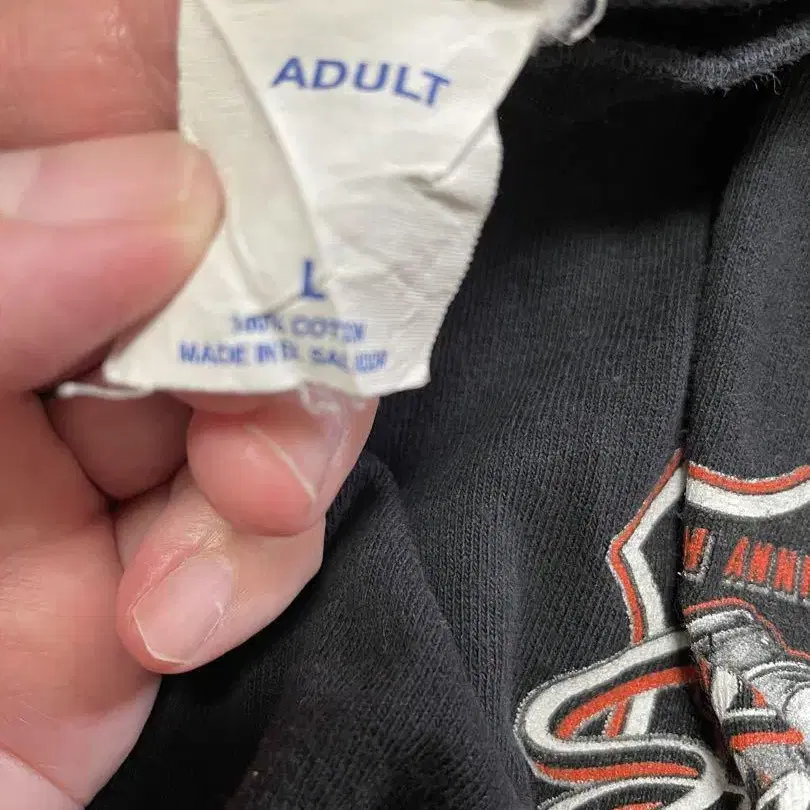 ADULT
L
100% COTTON
MADE IN EL SALVADOR
ANNI